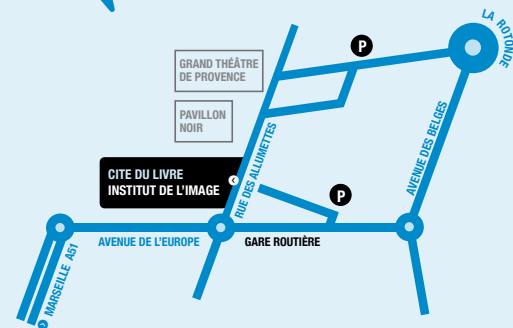 LA ROTONDE
P
GRAND THÉÂTRE
DE PROVENCE
PAVILLON
NOIR
RUE DES ALLUMETTES
AVENUE DES BELGES
CITE DU LIVRE
INSTITUT DE L'IMAGE
P
AVENUE DE L'EUROPE
GARE ROUTIÈRE
MARSEILLE A51